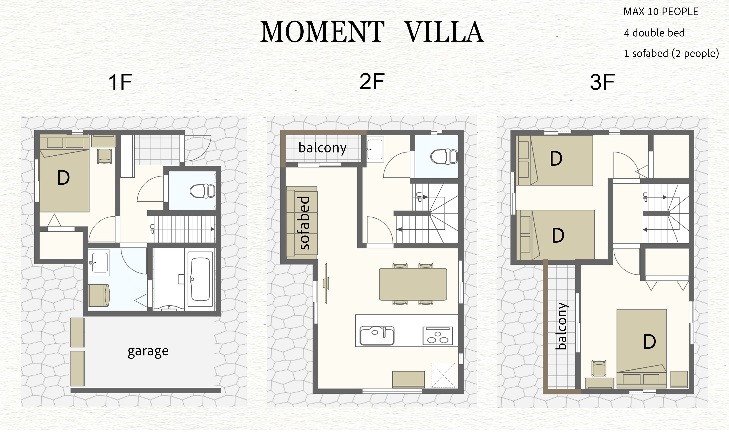 MAX 10 PEOPLE
4 double bed
1 sofabed (2 people)
MOMENT VILLA
1F
2F
3F
balcony
D
sofabed
garage
D
D
balcony
D